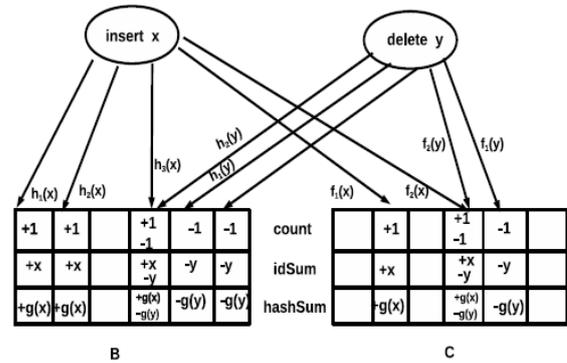 insert x
delete y
h₁(x)
h₂(x)
h₃(x)
h₂(y)
h₁(y)
f₁(x)
f₂(x)
f₂(y)
f₁(y)
+1 +1 +1 -1 -1 count +1 +1 -1
-1 -1
+x +x +x -y -y idSum +x +x -y
-y -y
+g(x) +g(x) +g(x) -g(y) -g(y) hashSum +g(x) +g(x) -g(y)
-g(y) -g(y)
B C